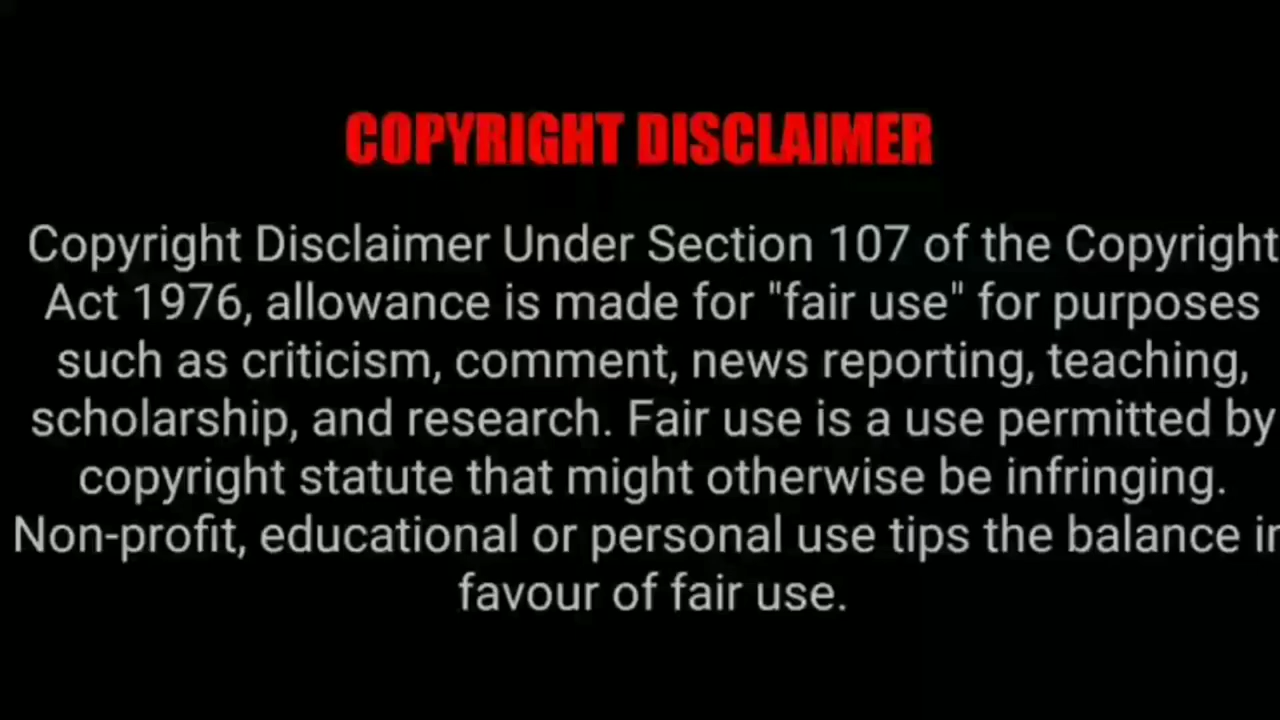 COPYRIGHT DISCLAIMER
Copyright Disclaimer Under Section 107 of the Copyright
Act 1976, allowance is made for "fair use" for purposes
such as criticism, comment, news reporting, teaching,
scholarship, and research. Fair use is a use permitted by
copyright statute that might otherwise be infringing.
Non-profit, educational or personal use tips the balance in
favour of fair use.